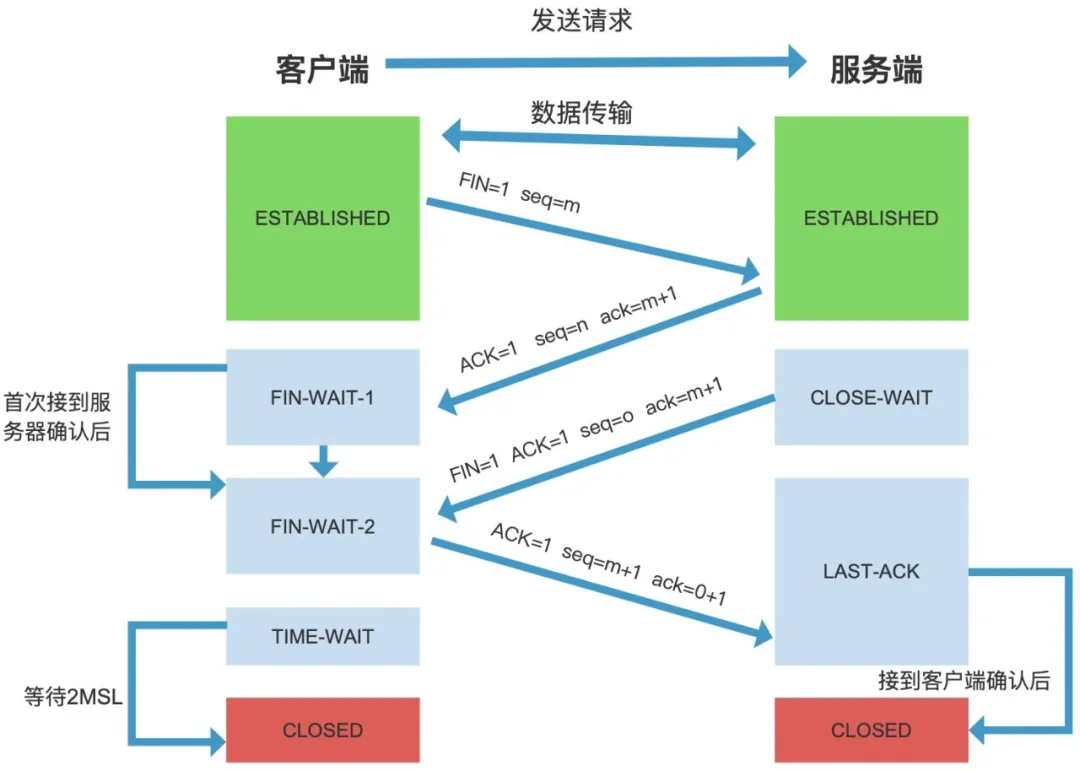 发送请求
客户端
服务端
数据传输
FIN=1 seq=m
ESTABLISHED
ESTABLISHED
ACK=1 seq=n ack=m+1
首次接到服
务器确认后
FIN-WAIT-1
CLOSE-WAIT
FIN=1 ACK=1 seq=o ack=m+1
FIN-WAIT-2
ACK=1 seq=m+1 ack=0+1
LAST-ACK
TIME-WAIT
等待2MSL
接到客户端确认后
CLOSED
CLOSED